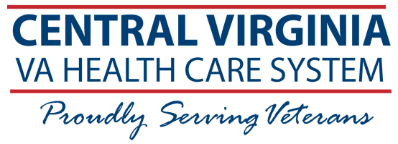 CENTRAL VIRGINIA
VA HEALTH CARE SYSTEM
Proudly Serving Veterans